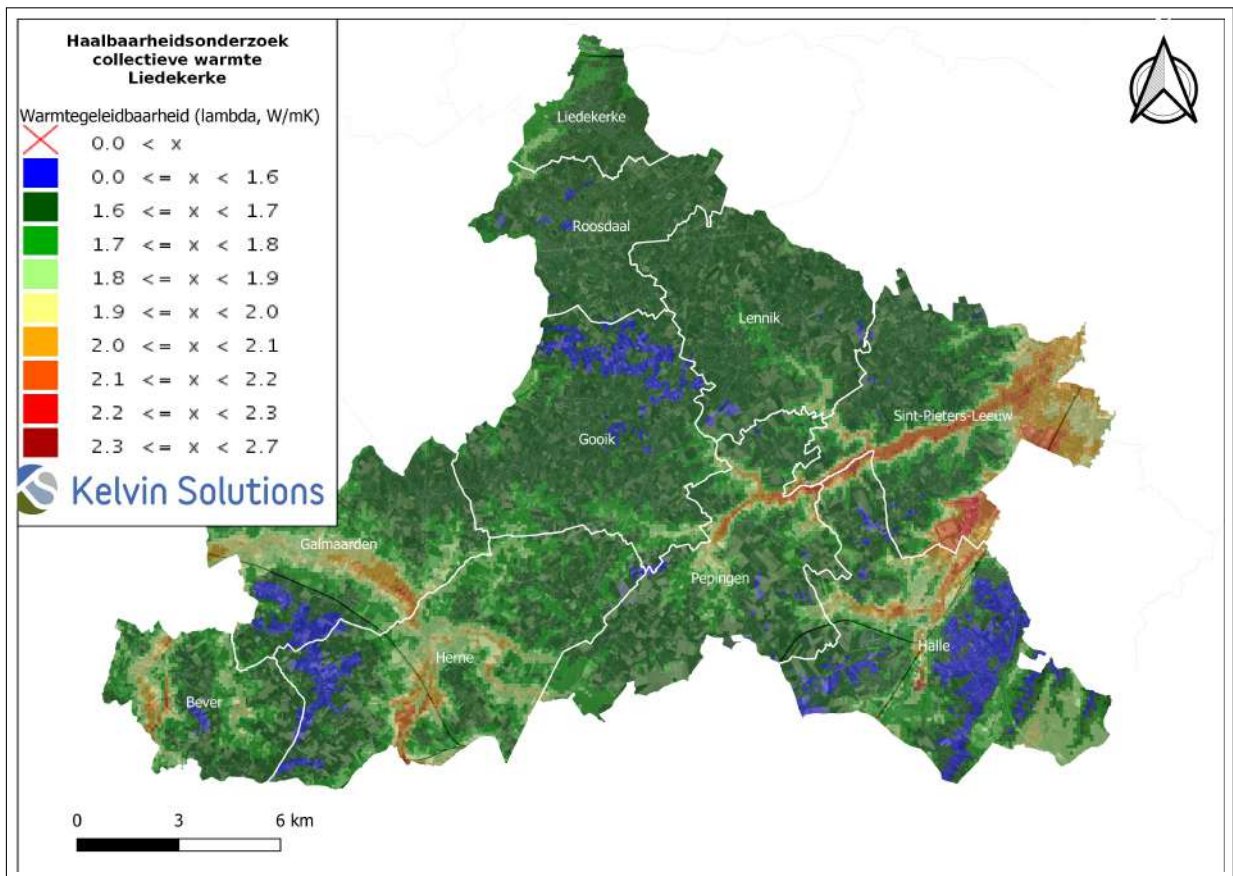 Haalbaarheidsonderzoek
collectieve warmte
Liedekerke
Warmtegeleidbaarheid (lambda, W/mK)
0.0 < x
0.0 <= x < 1.6
1.6 <= x < 1.7
1.7 <= x < 1.8
1.8 <= x < 1.9
1.9 <= x < 2.0
2.0 <= x < 2.1
2.1 <= x < 2.2
2.2 <= x < 2.3
2.3 <= x < 2.7
Kelvin Solutions
Liedekerke
Roosdaal
Lennik
Sint-Pieters-Leeuw
Gooik
Galmaarden
Pepingen
Herne
Halle
Bever
0 3 6 km